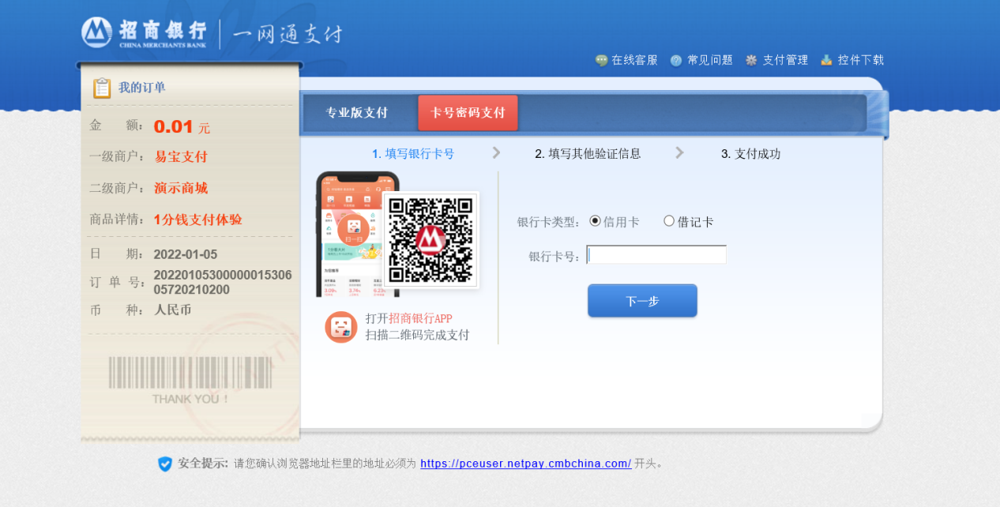 招商银行
CHINA MERCHANTS BANK
一网通支付
在线客服
常见问题
支付管理
控件下载
我的订单
金 额： 0.01 元
一级商户： 易宝支付
二级商户： 演示商城
商品详情： 1分钱支付体验
日 期： 2022-01-05
订 单 号： 20220105300000015306
05720210200
币 种： 人民币
THANK YOU !
专业版支付
卡号密码支付
1. 填写银行卡号
2. 填写其他验证信息
3. 支付成功
扫一扫
打开招商银行APP
扫描二维码完成支付
银行卡类型： 信用卡 借记卡
银行卡号：
下一步
安全提示: 请您确认浏览器地址栏里的地址必须为 https://pceuser.netpay.cmbchina.com/ 开头。